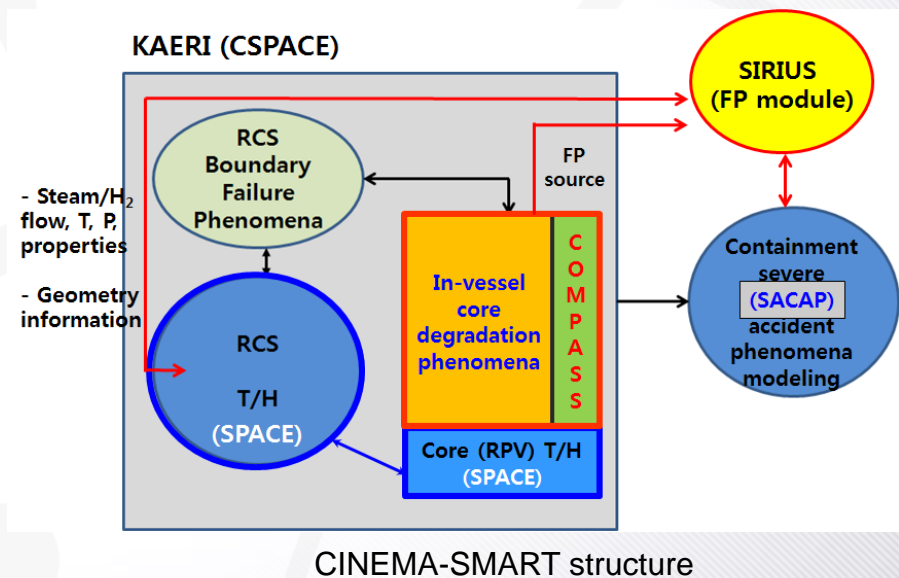 KAERI (CSPACE)
SIRIUS
(FP module)
RCS
Boundary
Failure
Phenomena
FP
source
- Steam/H₂
flow, T, P,
properties
- Geometry
information
RCS
T/H
(SPACE)
In-vessel
core
degradation
phenomena
C
O
M
P
A
S
S
Core (RPV) T/H
(SPACE)
Containment
severe
(SACAP)
accident
phenomena
modeling
CINEMA-SMART structure